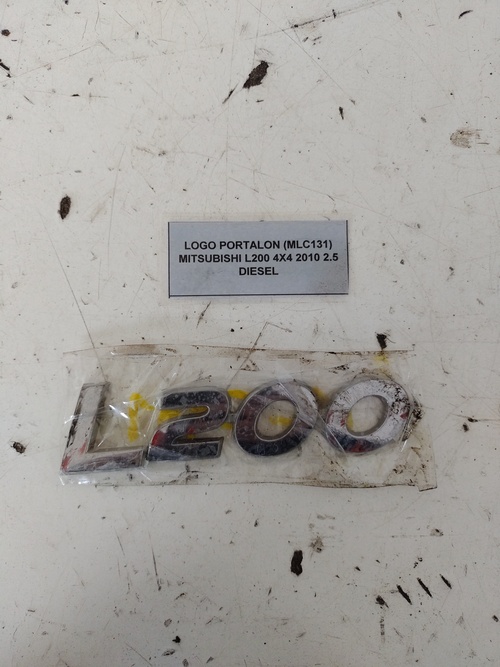 LOGO PORTALON (MLC131)
MITSUBISHI L200 4X4 2010 2.5
DIESEL
L200